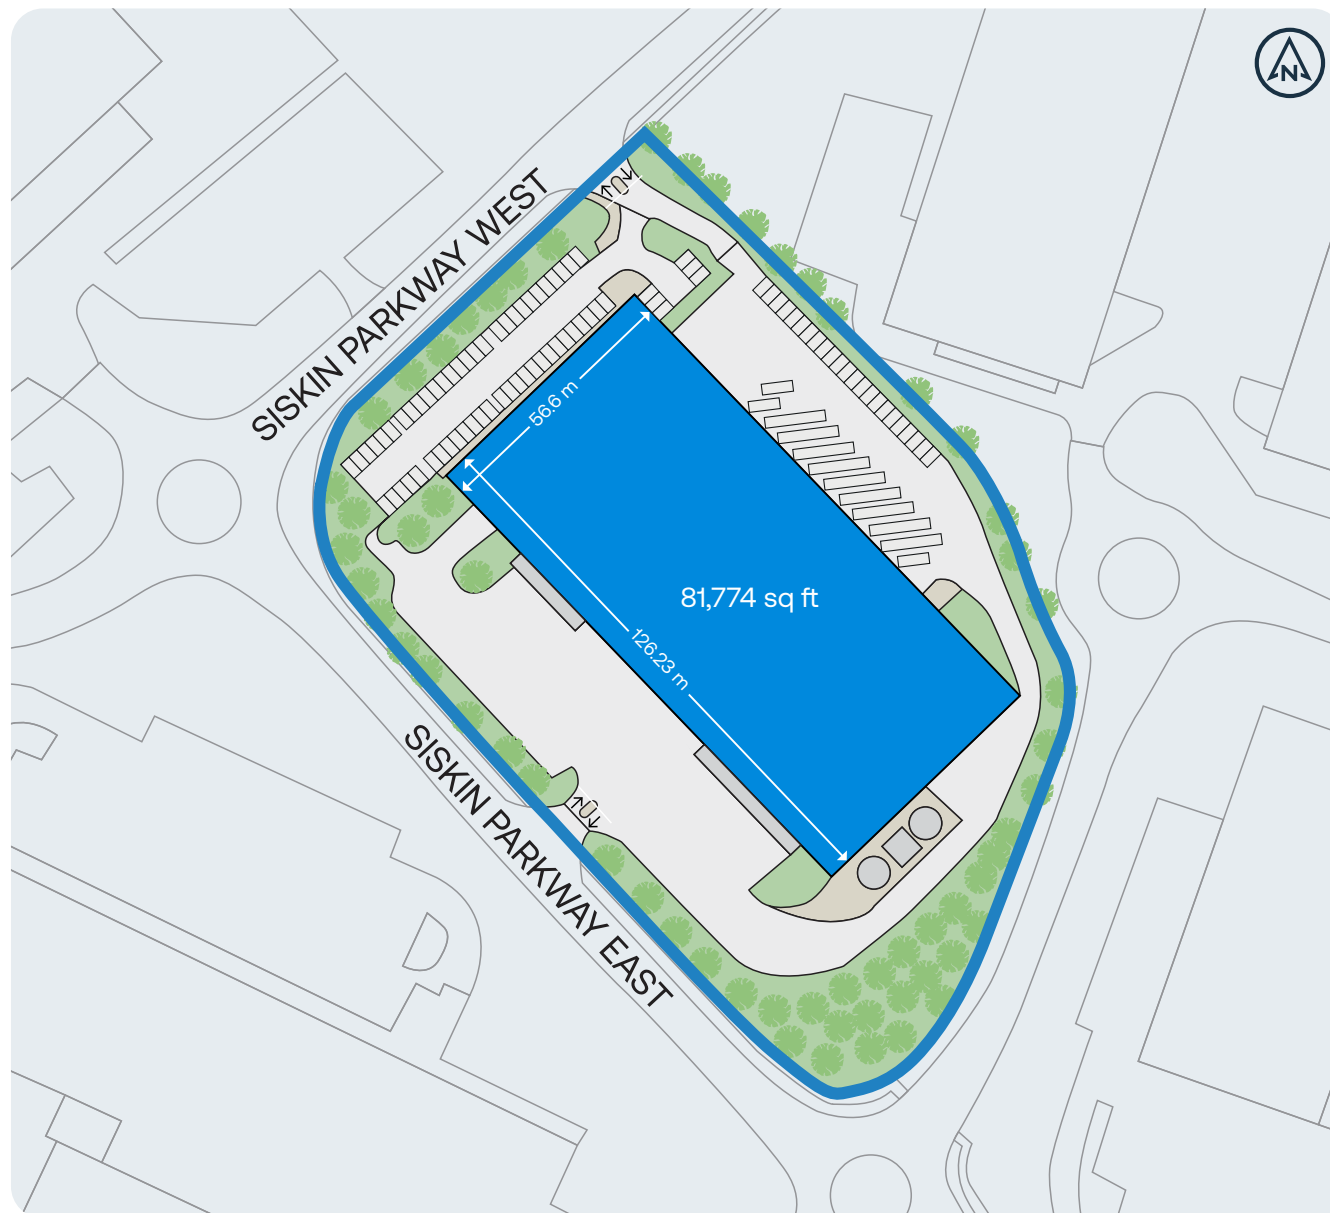 N
SISKIN PARKWAY WEST
56.6 m
81,774 sq ft
126.23 m
SISKIN PARKWAY EAST